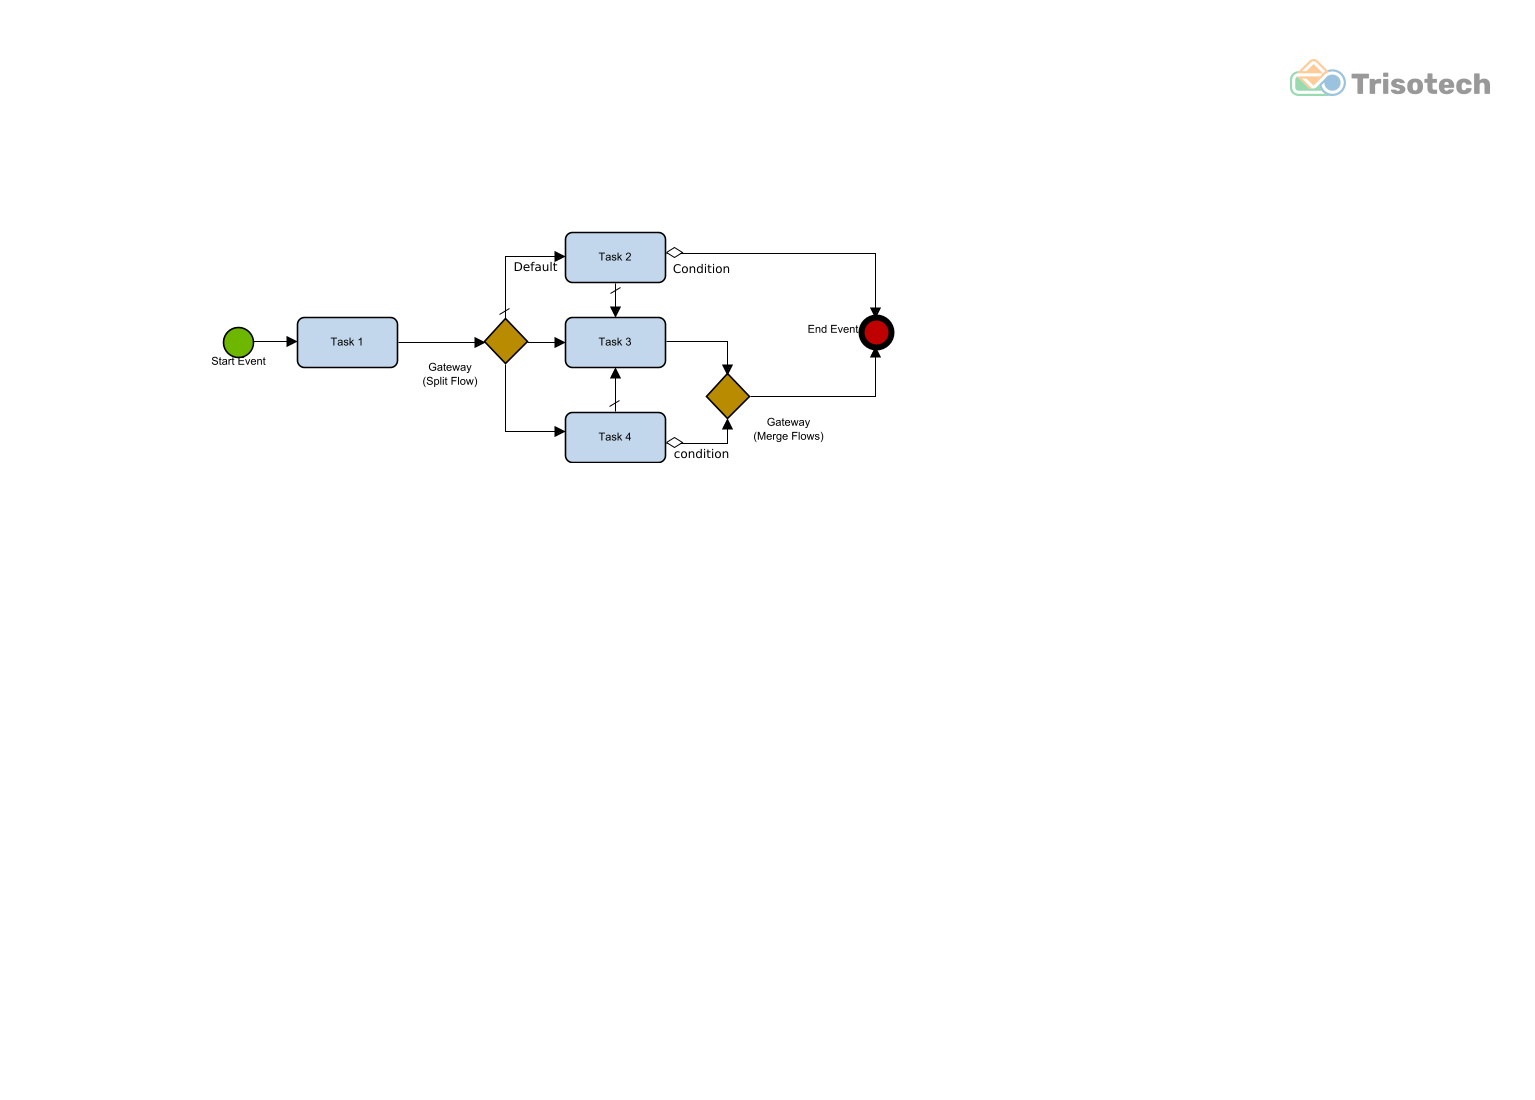 Trisotech
Task 2
Default
Condition
Start Event
Task 1
Gateway
(Split Flow)
Task 3
End Event
Task 4
condition
Gateway
(Merge Flows)